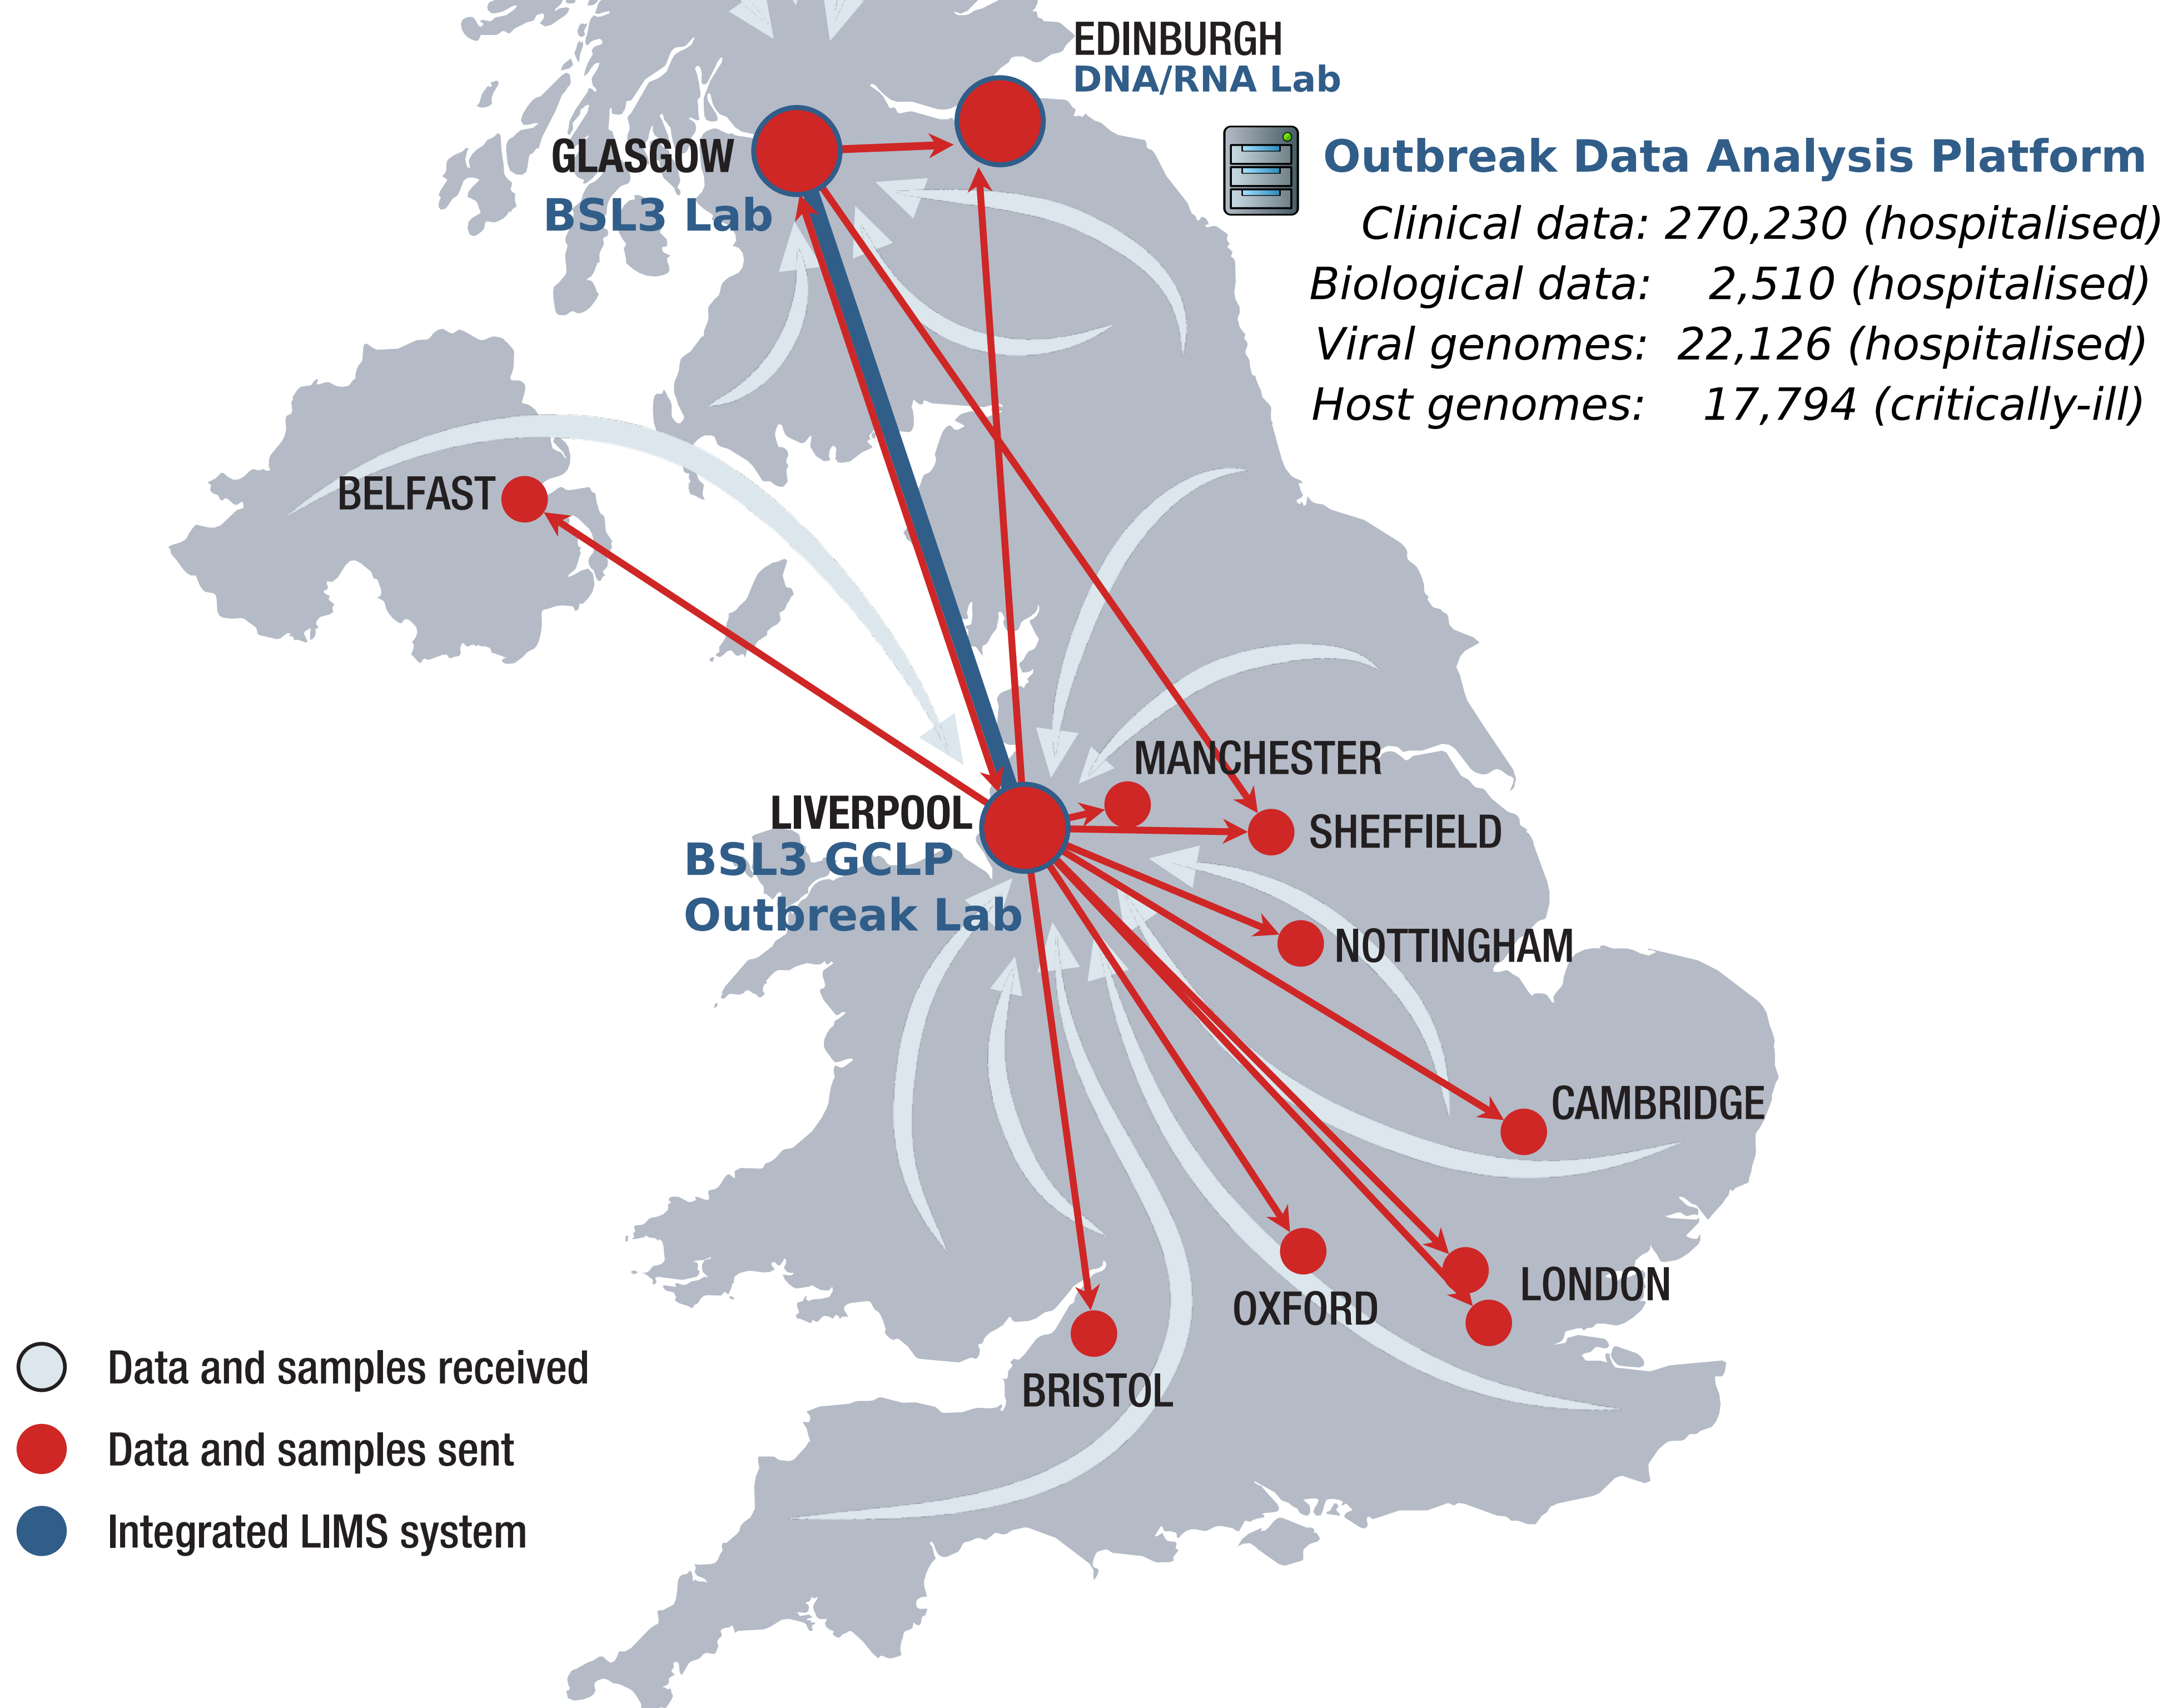 EDINBURGH
DNA/RNA Lab
GLASGOW
BSL3 Lab
Outbreak Data Analysis Platform
Clinical data: 270,230 (hospitalised)
Biological data: 2,510 (hospitalised)
Viral genomes: 22,126 (hospitalised)
Host genomes: 17,794 (critically-ill)
BELFAST
MANCHESTER
LIVERPOOL
BSL3 GCLP
Outbreak Lab
SHEFFIELD
NOTTINGHAM
CAMBRIDGE
LONDON
OXFORD
BRISTOL
Data and samples received
Data and samples sent
Integrated LIMS system